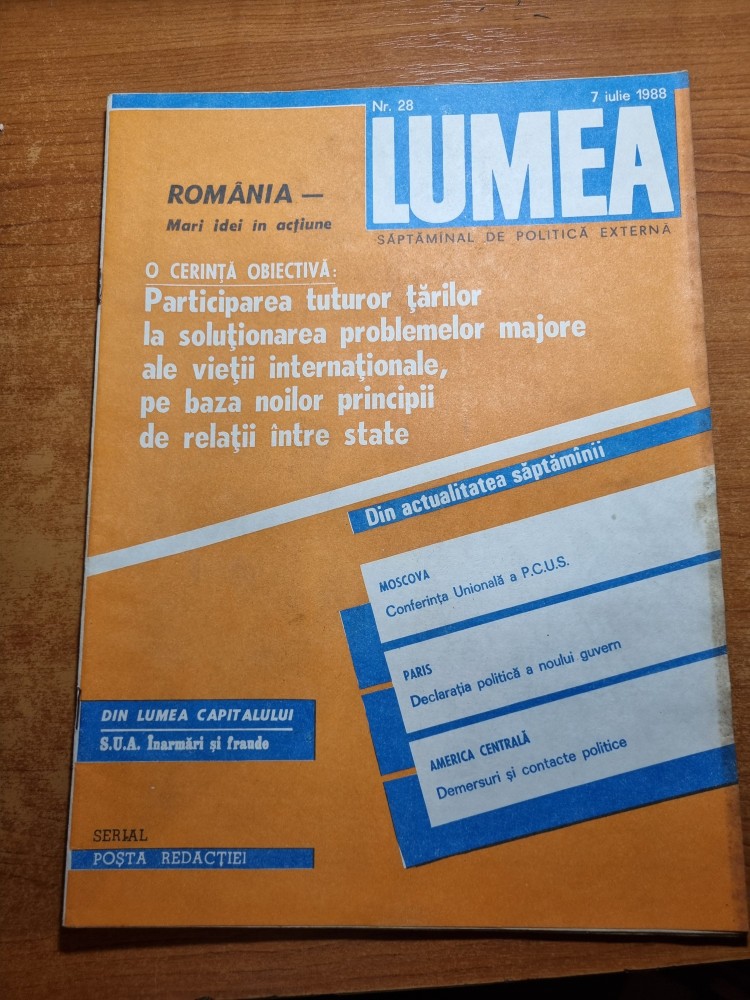 Nr. 28
7 iulie 1988
LUMEA
SĂPTĂMÎNAL DE POLITICĂ EXTERNĂ
ROMÂNIA —
Mari idei în acțiune
O CERINȚĂ OBIECTIVĂ:
Participarea tuturor țărilor
la soluționarea problemelor majore
ale vieții internaționale,
pe baza noilor principii
de relații între state
Din actualitatea săptămînii
MOSCOVA
Conferința Unională a P.C.U.S.
PARIS
Declarația politică a noului guvern
AMERICA CENTRALĂ
Demersuri și contacte politice
DIN LUMEA CAPITALULUI
S.U.A. Înarmări și fraude
SERIAL
POȘTA REDACȚIEI